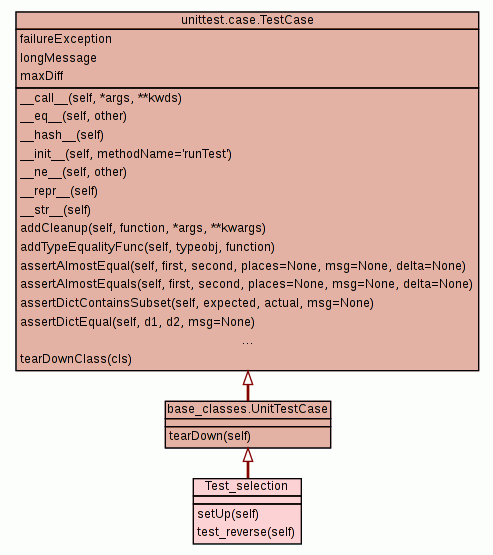 unittest.case.TestCase
failureException
longMessage
maxDiff
__call__(self, *args, **kwds)
__eq__(self, other)
__hash__(self)
__init__(self, methodName='runTest')
__ne__(self, other)
__repr__(self)
__str__(self)
addCleanup(self, function, *args, **kwargs)
addTypeEqualityFunc(self, typeobj, function)
assertAlmostEqual(self, first, second, places=None, msg=None, delta=None)
assertAlmostEquals(self, first, second, places=None, msg=None, delta=None)
assertDictContainsSubset(self, expected, actual, msg=None)
assertDictEqual(self, d1, d2, msg=None)
...
tearDownClass(cls)
base_classes.UnitTestCase
tearDown(self)
Test_selection
setUp(self)
test_reverse(self)